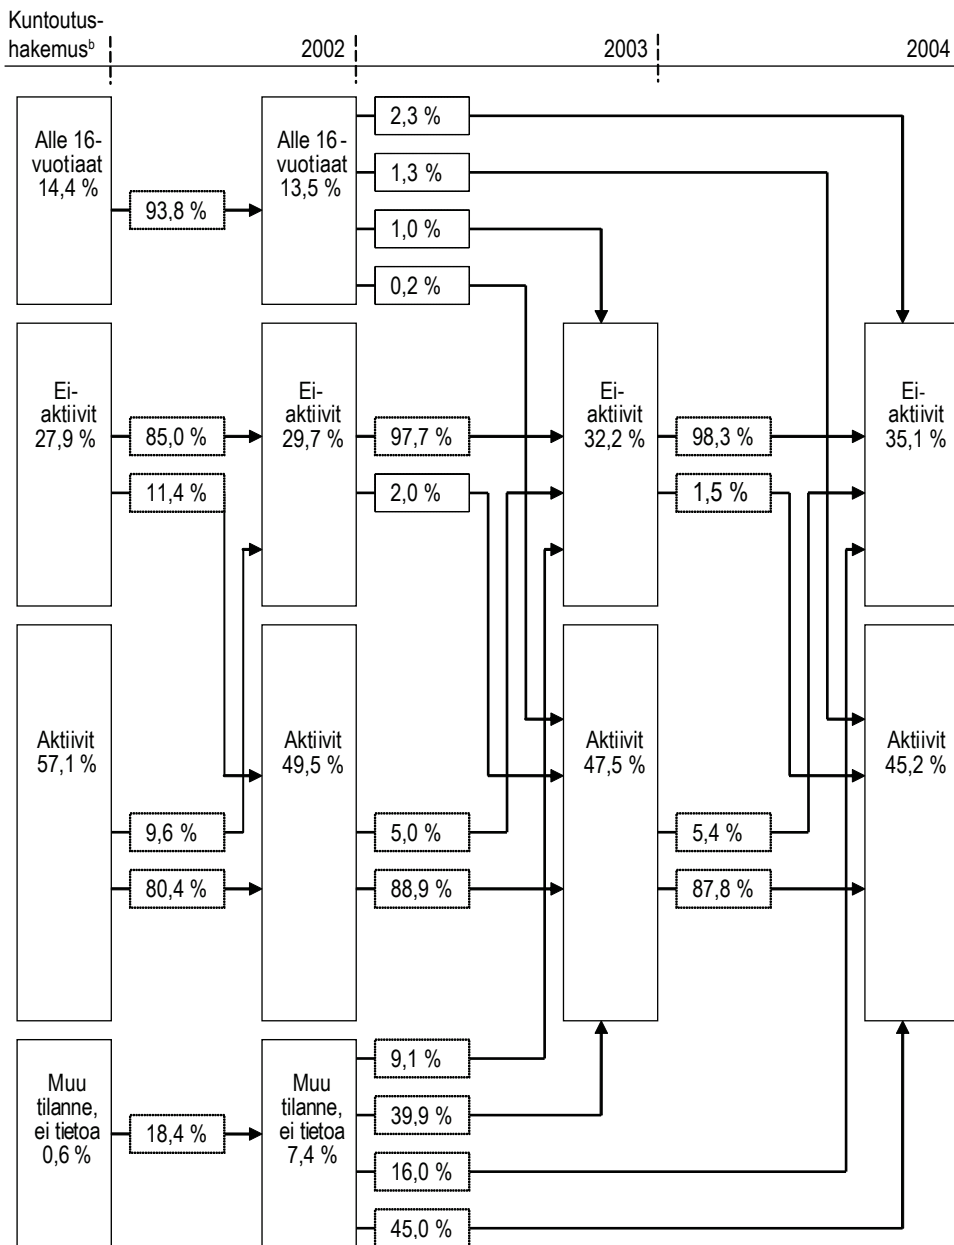 Kuntoutus-
hakemusᵇ
2002
2003
2004
Alle 16-
vuotiaat
14,4 %
93,8 %
Alle 16-
vuotiaat
13,5 %
2,3 %
1,3 %
1,0 %
0,2 %
Ei-
aktiivit
27,9 %
85,0 %
11,4 %
Ei-
aktiivit
29,7 %
97,7 %
2,0 %
Ei-
aktiivit
32,2 %
98,3 %
1,5 %
Ei-
aktiivit
35,1 %
Aktiivit
57,1 %
9,6 %
80,4 %
Aktiivit
49,5 %
5,0 %
88,9 %
Aktiivit
47,5 %
5,4 %
87,8 %
Aktiivit
45,2 %
Muu
tilanne,
ei tietoa
0,6 %
18,4 %
Muu
tilanne,
ei tietoa
7,4 %
9,1 %
39,9 %
16,0 %
45,0 %